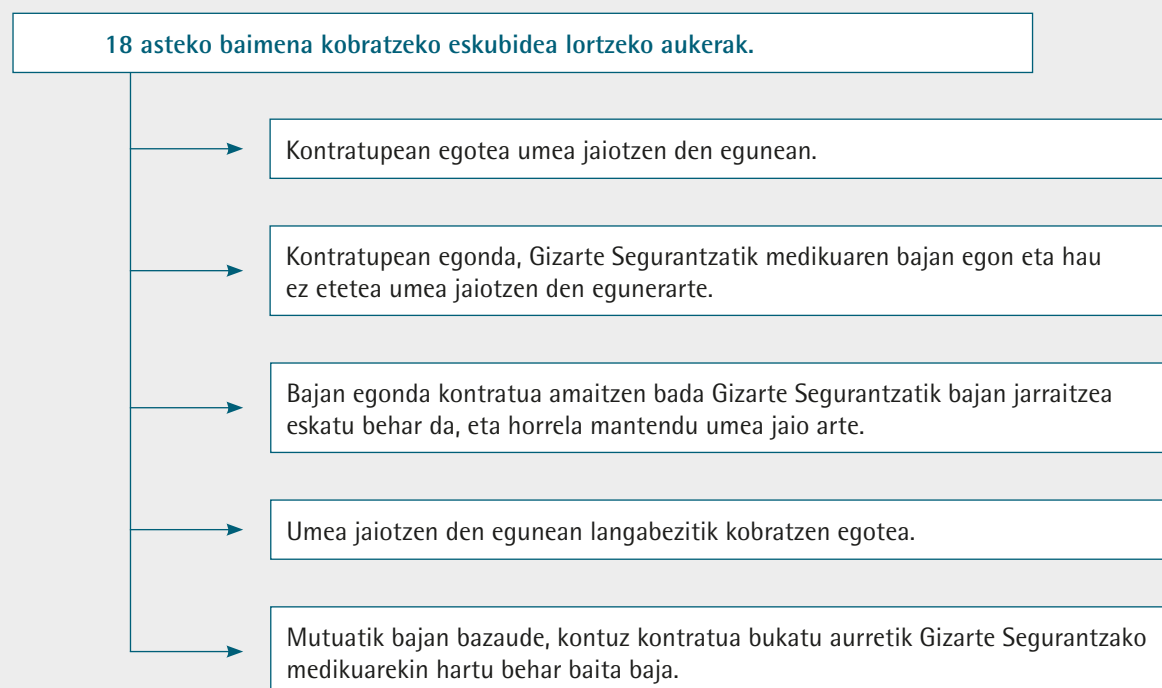 18 asteko baimena kobratzeko eskubidea lortzeko aukerak.
Kontratupean egotea umea jaiotzen den egunean.
Kontratupean egonda, Gizarte Segurantzatik medikuaren bajan egon eta hau
ez etetea umea jaiotzen den egunerarte.
Bajan egonda kontratua amaitzen bada Gizarte Segurantzatik bajan jarraitzea
eskatu behar da, eta horrela mantendu umea jaio arte.
Umea jaiotzen den egunean langabezitik kobratzen egotea.
Mutuatik bajan bazaude, kontuz kontratua bukatu aurretik Gizarte Segurantzako
medikuarekin hartu behar baita baja.